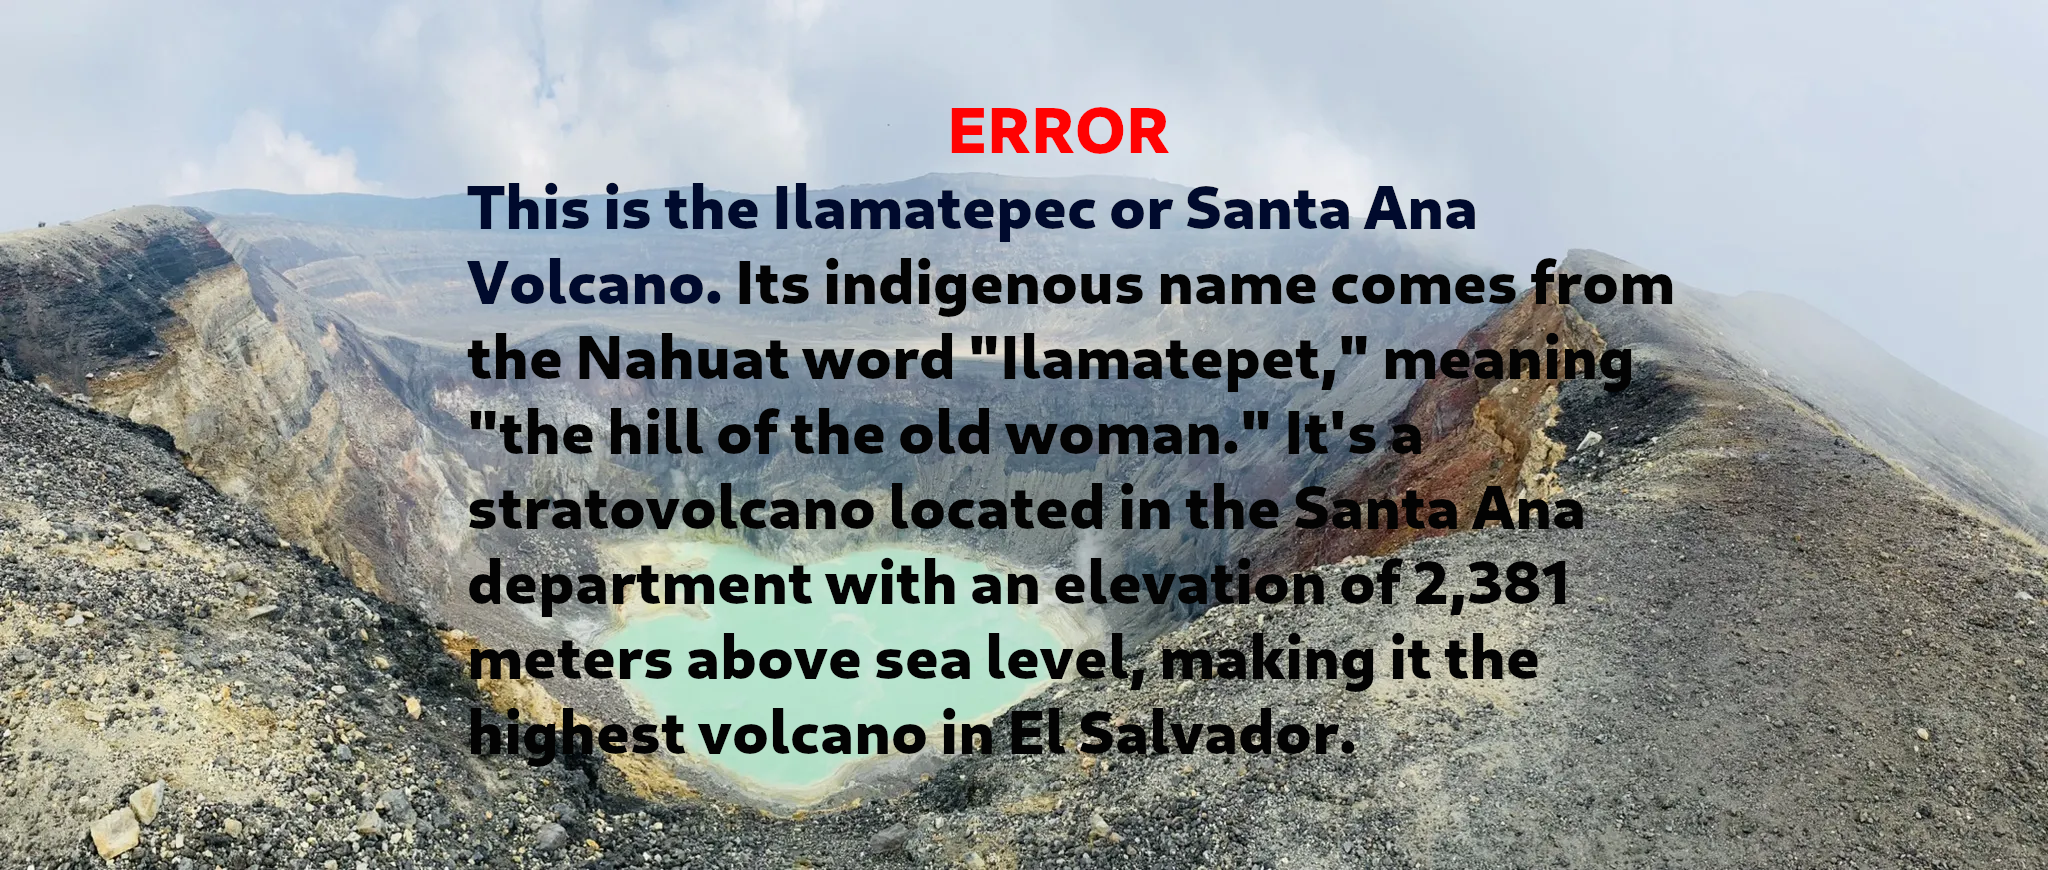 ERROR
This is the Ilamatepec or Santa Ana
Volcano. Its indigenous name comes from
the Nahuat word "Ilamatepet," meaning
"the hill of the old woman." It's a
stratovolcano located in the Santa Ana
department with an elevation of 2,381
meters above sea level, making it the
highest volcano in El Salvador.